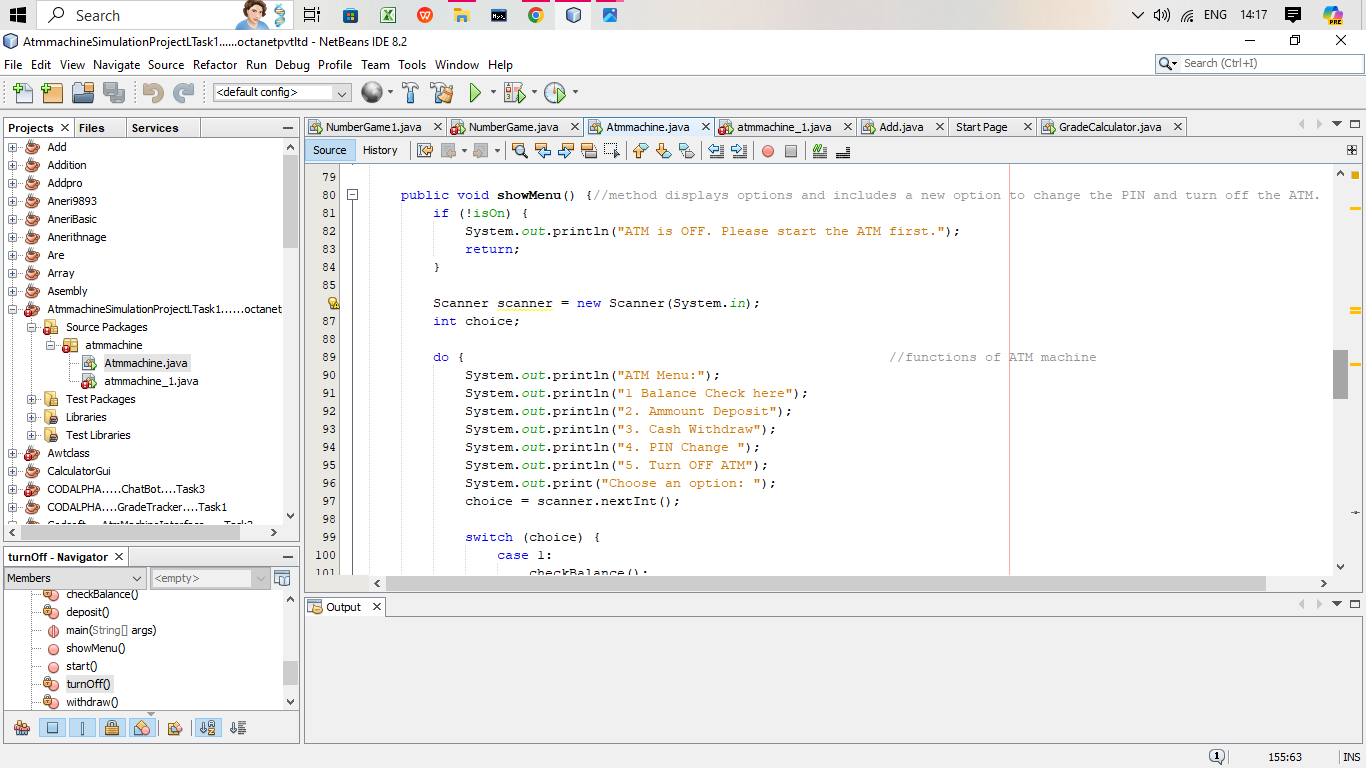 Search
ENG
14:17
PRE
AtmmachineSimulationProjectLTask1......octanetpvtltd - NetBeans IDE 8.2
File Edit View Navigate Source Refactor Run Debug Profile Team Tools Window Help
Search (Ctrl+I)
<default config>
Projects Files Services
NumberGame1.java NumberGame.java Atmmachine.java atmmachine_1.java Add.java Start Page GradeCalculator.java
Source History
Add
Addition
Addpro
Aneri9893
AneriBasic
Anerithnage
Are
Array
Asembly
AtmmachineSimulationProjectLTask1......octanet
Source Packages
atmmachine
Atmmachine.java
atmmachine_1.java
Test Packages
Libraries
Test Libraries
Awtclass
CalculatorGui
CODALPHA.....ChatBot....Task3
CODALPHA....GradeTracker....Task1
79
80 public void showMenu() {//method displays options and includes a new option to change the PIN and turn off the ATM.
81 if (!isOn) {
82 System.out.println("ATM is OFF. Please start the ATM first.");
83 return;
84 }
85
Scanner scanner = new Scanner(System.in);
87 int choice;
88
89 do { //functions of ATM machine
90 System.out.println("ATM Menu:");
91 System.out.println("1 Balance Check here");
92 System.out.println("2. Ammount Deposit");
93 System.out.println("3. Cash Withdraw");
94 System.out.println("4. PIN Change ");
95 System.out.println("5. Turn OFF ATM");
96 System.out.print("Choose an option: ");
97 choice = scanner.nextInt();
98
99 switch (choice) {
100 case 1:
101 checkBalance();
turnOff - Navigator
Members <empty>
checkBalance()
deposit()
main(String[] args)
showMenu()
start()
turnOff()
withdraw()
Output
1
155:63
INS